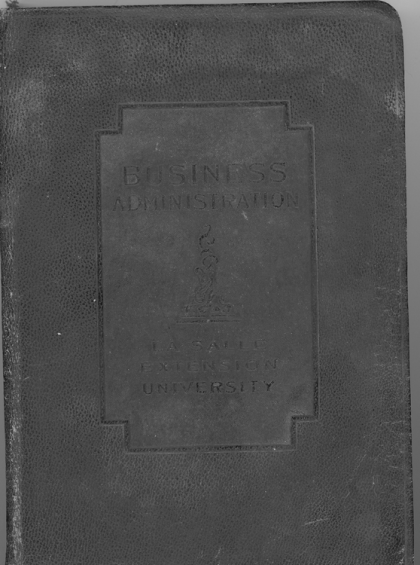 BUSINESS
ADMINISTRATION
LA SALLE
EXTENSION
UNIVERSITY